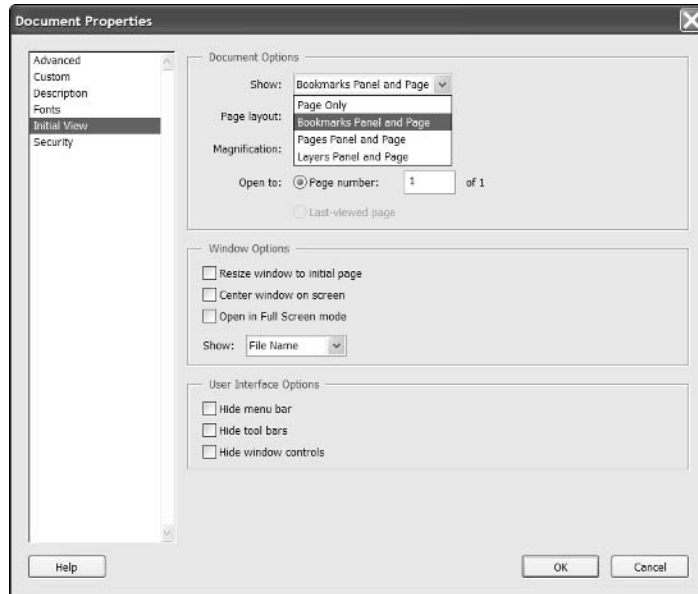 Document Properties
Advanced
Custom
Description
Fonts
Initial View
Security
Document Options
Show: Bookmarks Panel and Page
Page Only
Page layout: Bookmarks Panel and Page
Pages Panel and Page
Magnification:
Layers Panel and Page
Open to: Page number: 1 of 1
Last-viewed page
Window Options
Resize window to initial page
Center window on screen
Open in Full Screen mode
Show: File Name
User Interface Options
Hide menu bar
Hide tool bars
Hide window controls
Help OK Cancel